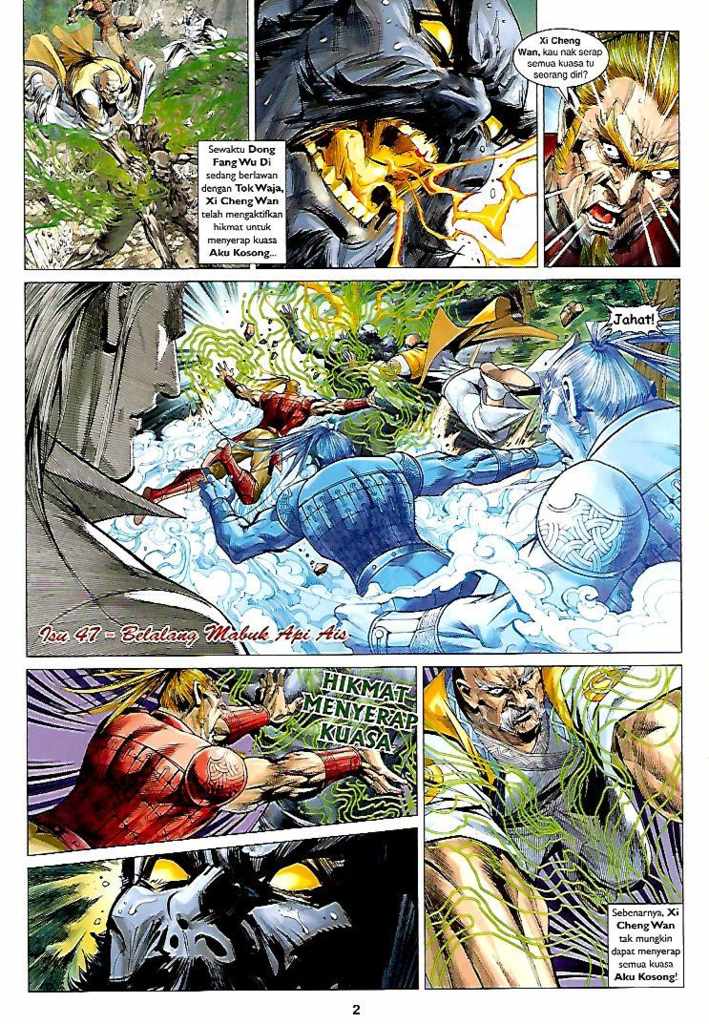 Sewaktu Dong
Fang Wu Di
sedang berlawan
dengan Tok Waja,
Xi Cheng Wan
telah mengaktifkan
hikmat untuk
menyerap kuasa
Aku Kosong...
Xi Cheng
Wan, kau nak serap
semua kuasa tu
seorang diri?
Jahat!
Isu 47 - Belalang Mabuk Api Ais
HIKMAT
MENYERAP
KUASA
Sebenarnya, Xi
Cheng Wan
tak mungkin
dapat menyerap
semua kuasa
Aku Kosong!
2